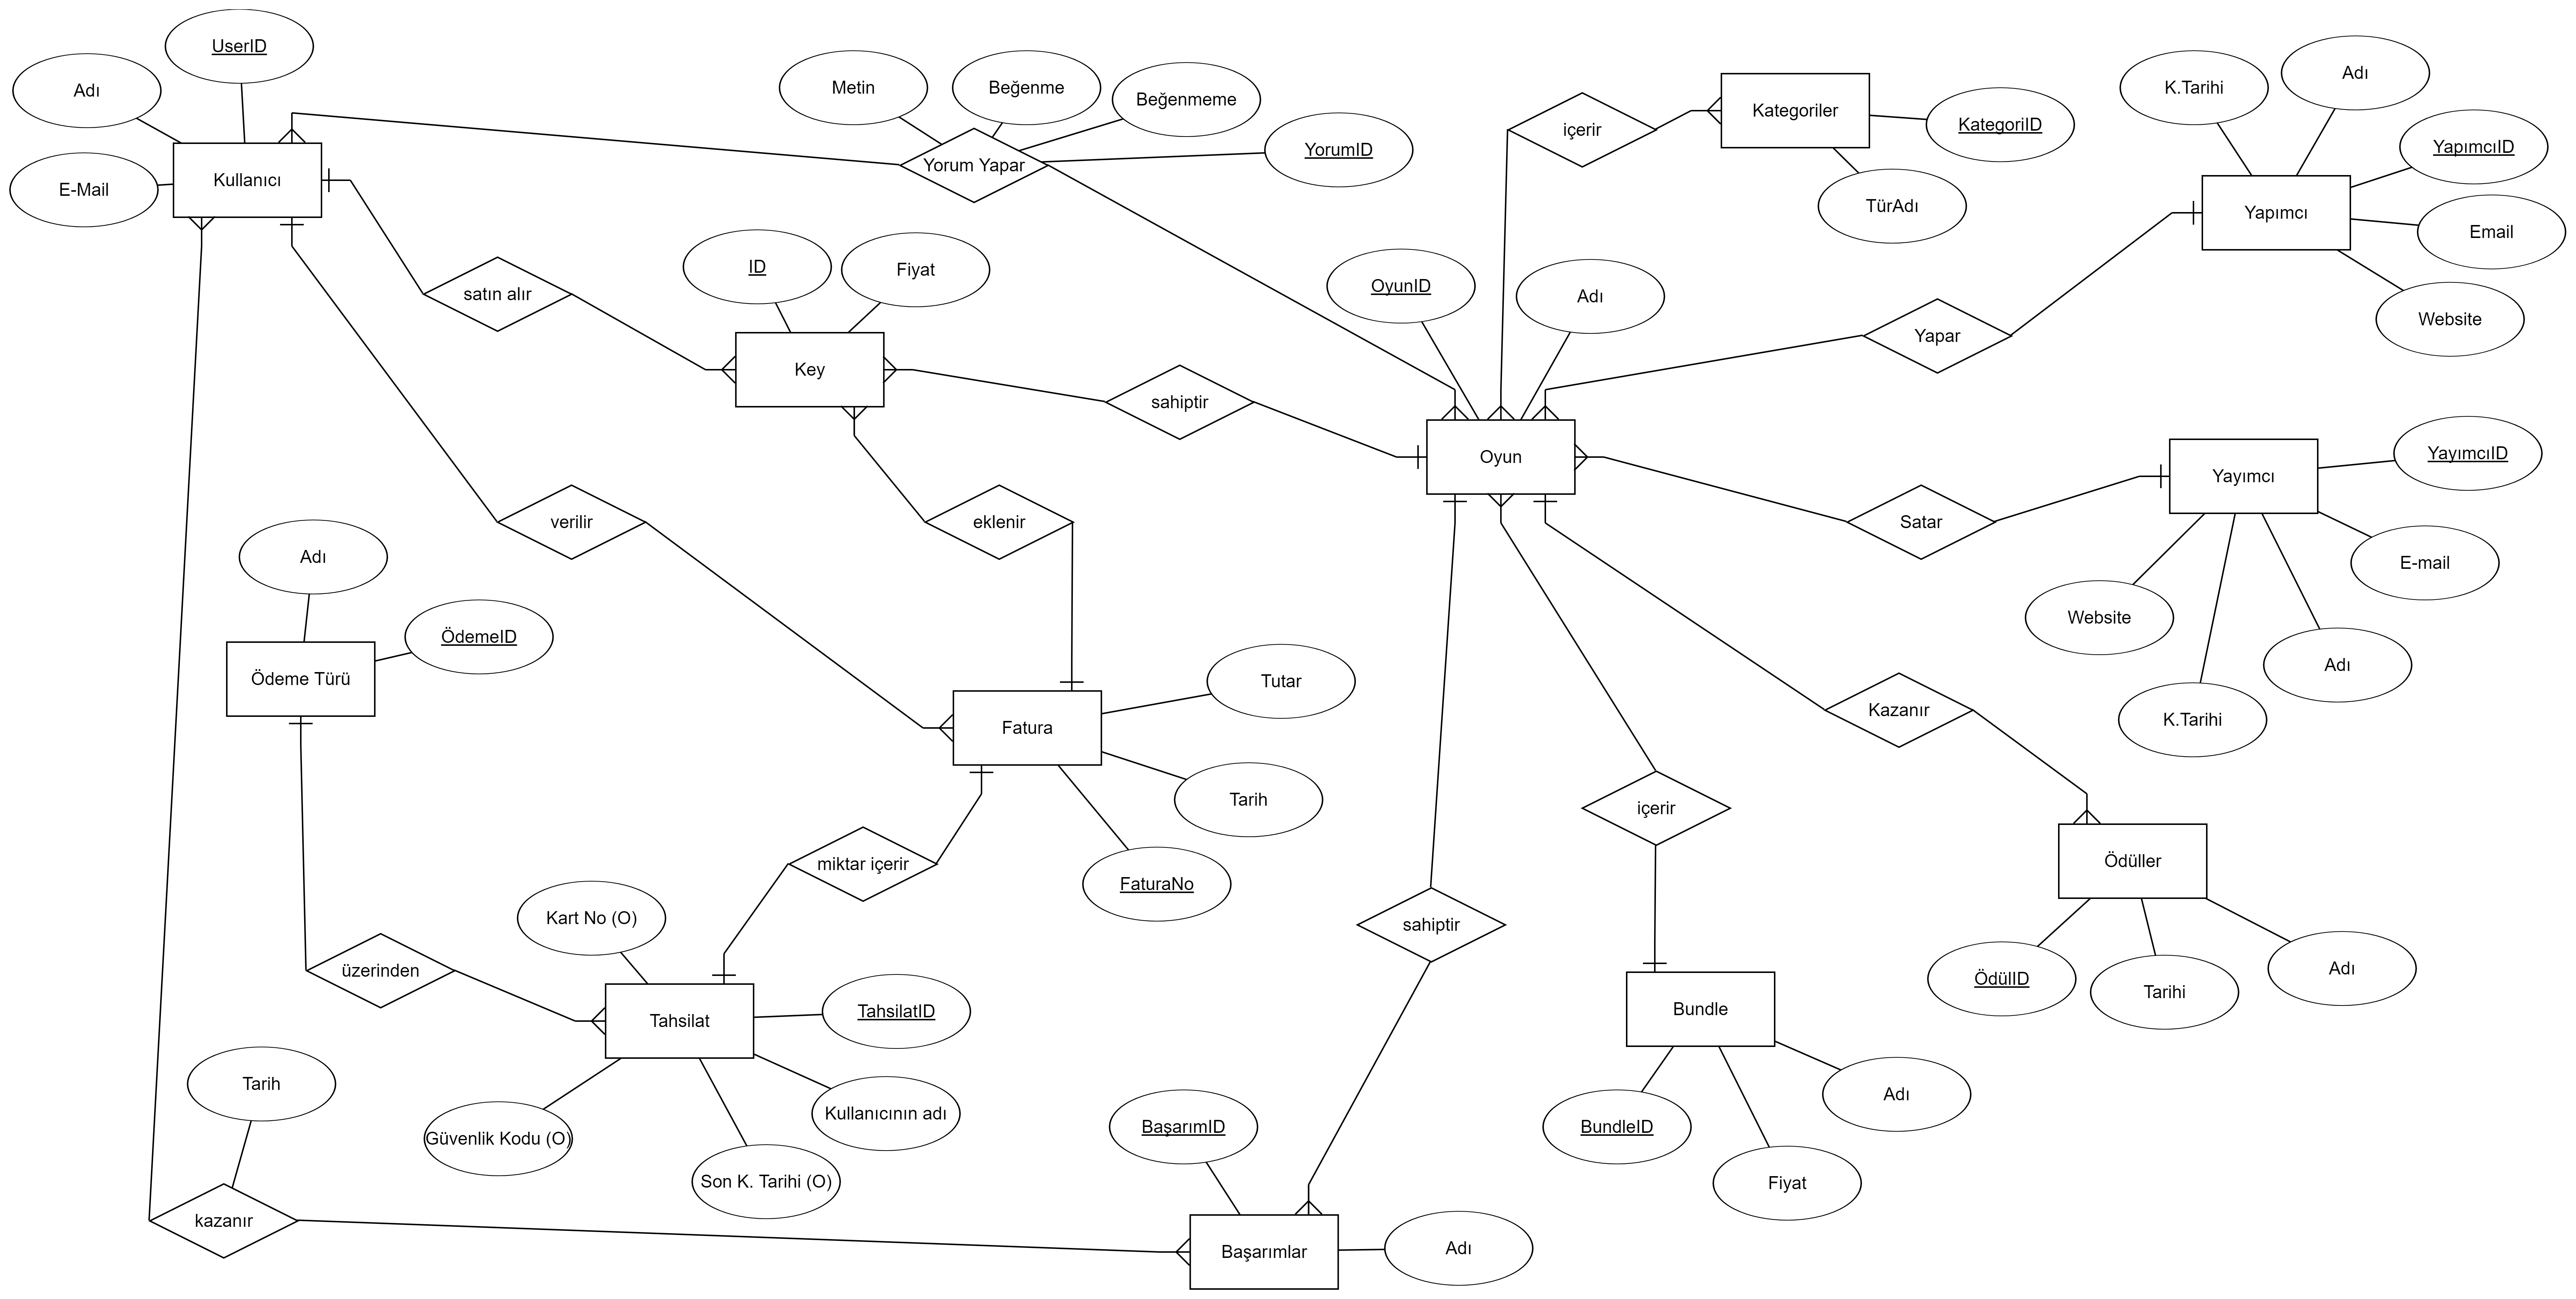 UserID
Adı
E-Mail
Kullanıcı
Metin
Beğenme
Beğenmeme
YorumID
Yorum Yapar
içerir
Kategoriler
KategoriID
TürAdı
K.Tarihi
Adı
YapımcıID
Yapımcı
Email
Website
satın alır
ID
Fiyat
Key
sahiptir
OyunID
Adı
Yapar
Oyun
Yayımcı
YayımcıID
E-mail
Satar
Website
Adı
K.Tarihi
verilir
eklenir
Adı
ÖdemeID
Ödeme Türü
Tutar
Fatura
Tarih
FaturaNo
Kazanır
içerir
Ödüller
miktar içerir
Kart No (O)
sahiptir
üzerinden
Tahsilat
TahsilatID
Bundle
ÖdülID
Tarihi
Adı
Tarih
Güvenlik Kodu (O)
Kullanıcının adı
Son K. Tarihi (O)
BaşarımID
BundleID
Adı
Fiyat
kazanır
Başarımlar
Adı